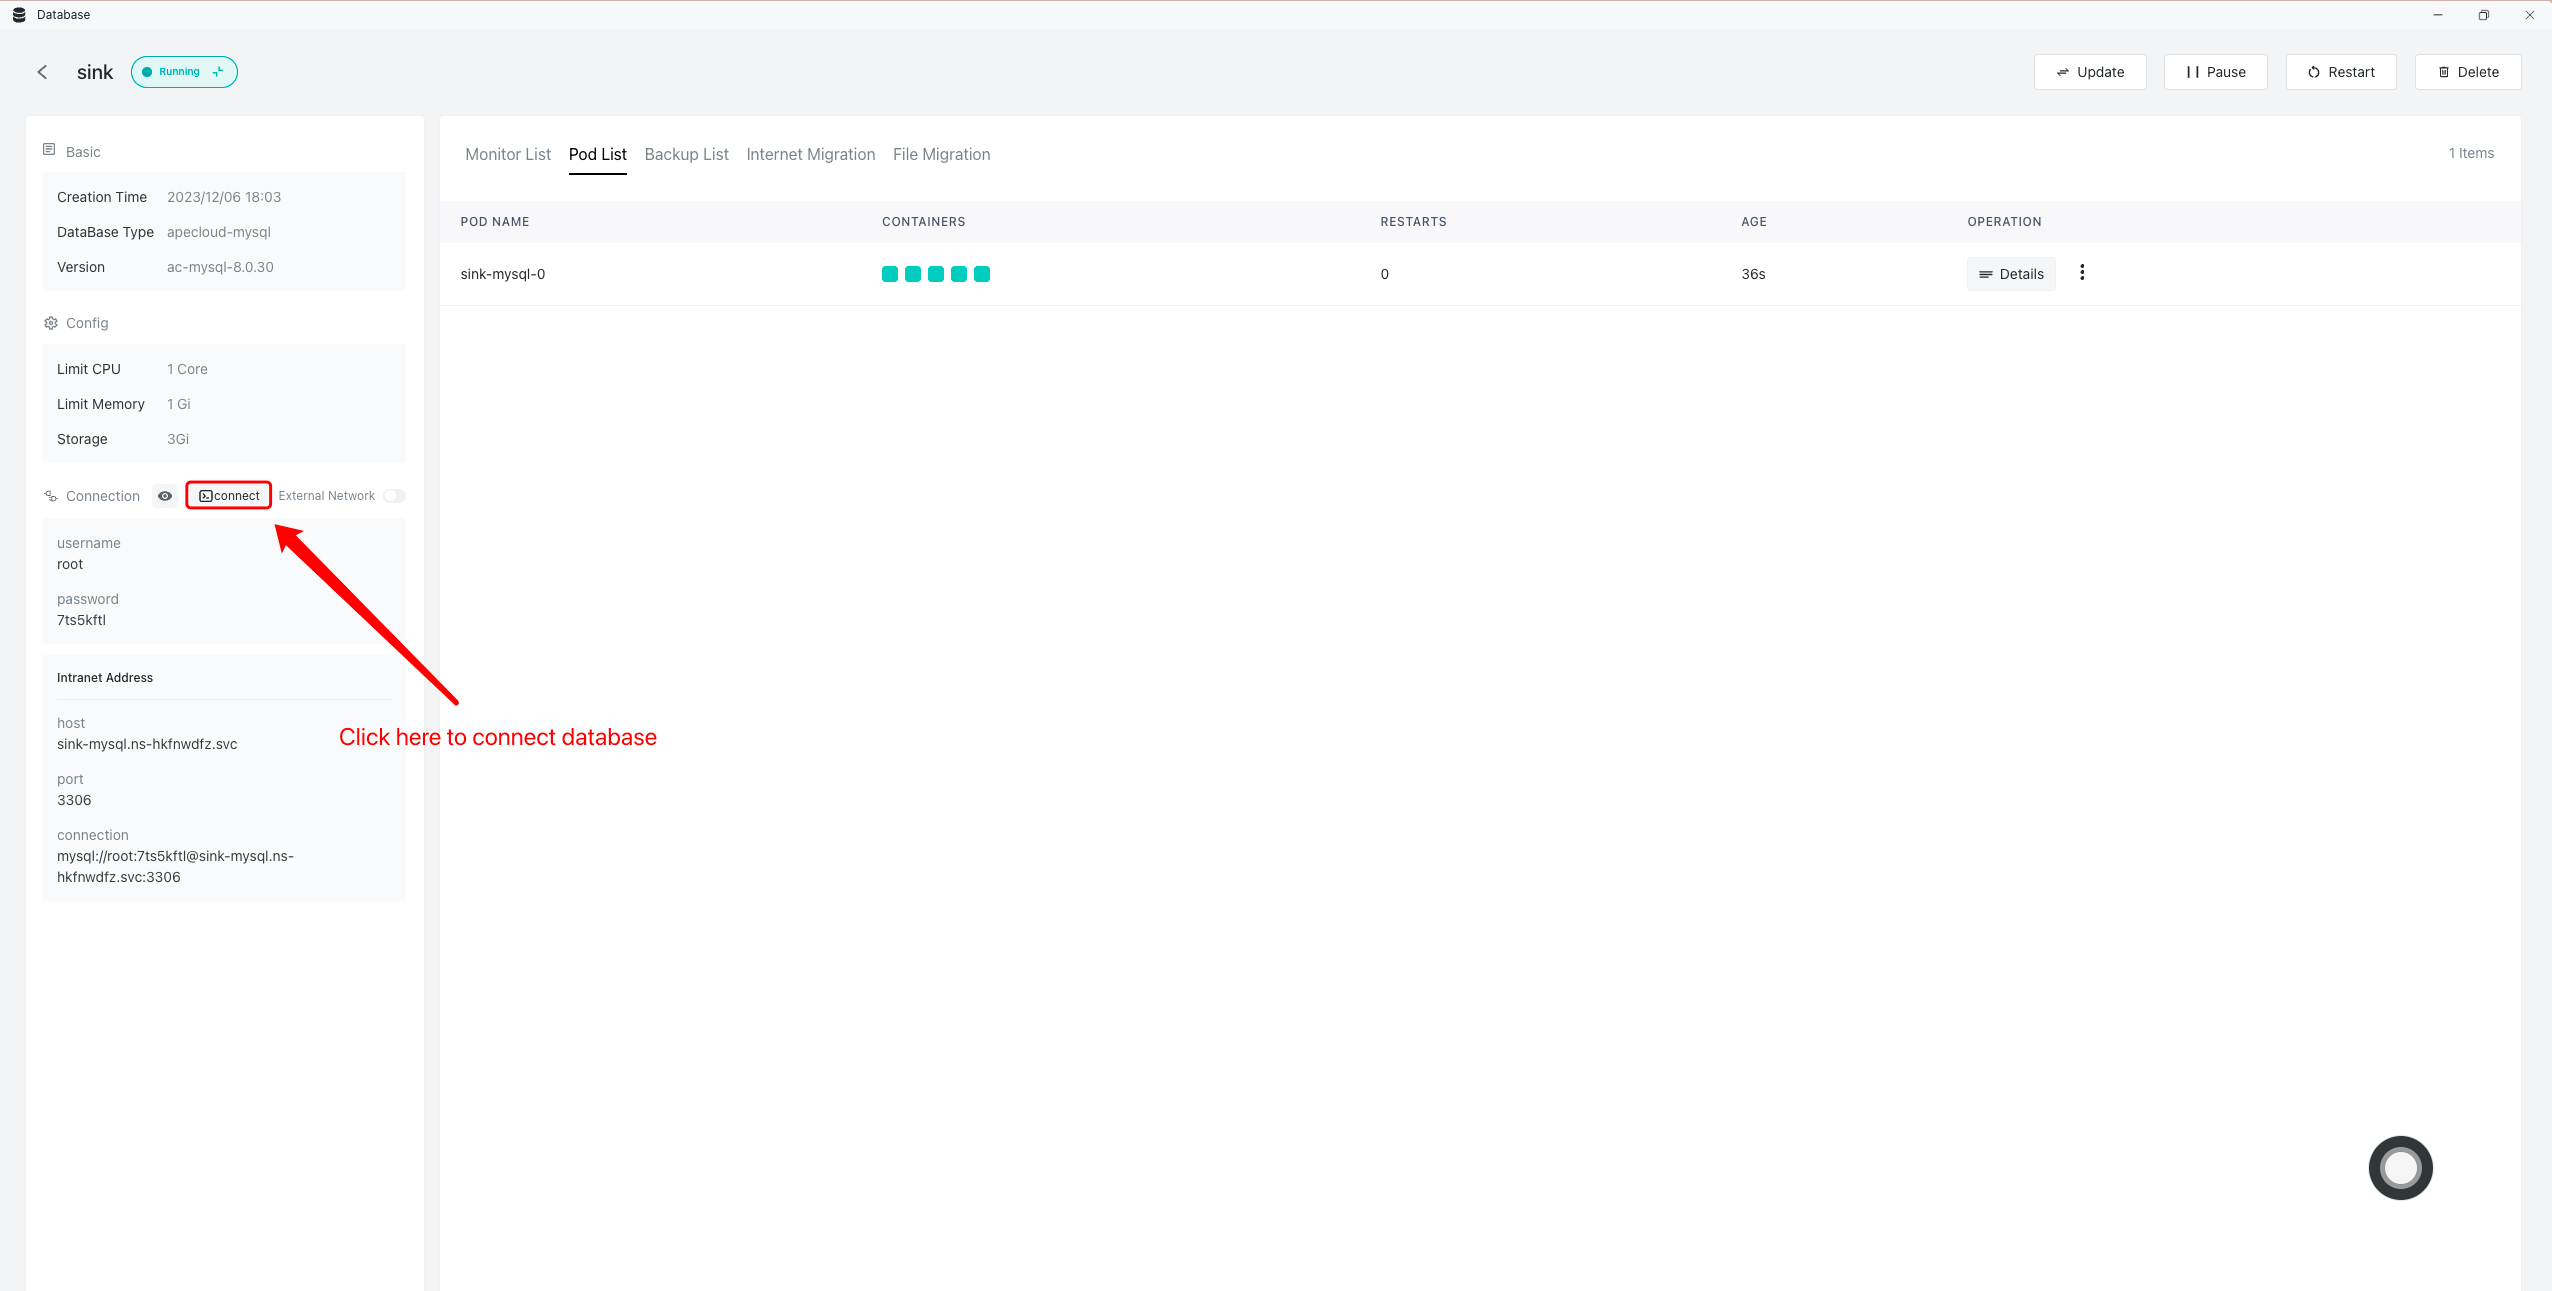 Database
sink
Running
Update
Pause
Restart
Delete
Basic
Creation Time 2023/12/06 18:03
DataBase Type apecloud-mysql
Version ac-mysql-8.0.30
Config
Limit CPU 1 Core
Limit Memory 1 Gi
Storage 3Gi
Connection connect External Network
username
root
password
7ts5kftl
Intranet Address
host
sink-mysql.ns-hkfnwdfz.svc
port
3306
connection
mysql://root:7ts5kftl@sink-mysql.ns-
hkfnwdfz.svc:3306
Monitor List Pod List Backup List Internet Migration File Migration 1 Items
POD NAME CONTAINERS RESTARTS AGE OPERATION
sink-mysql-0 0 36s Details
Click here to connect database